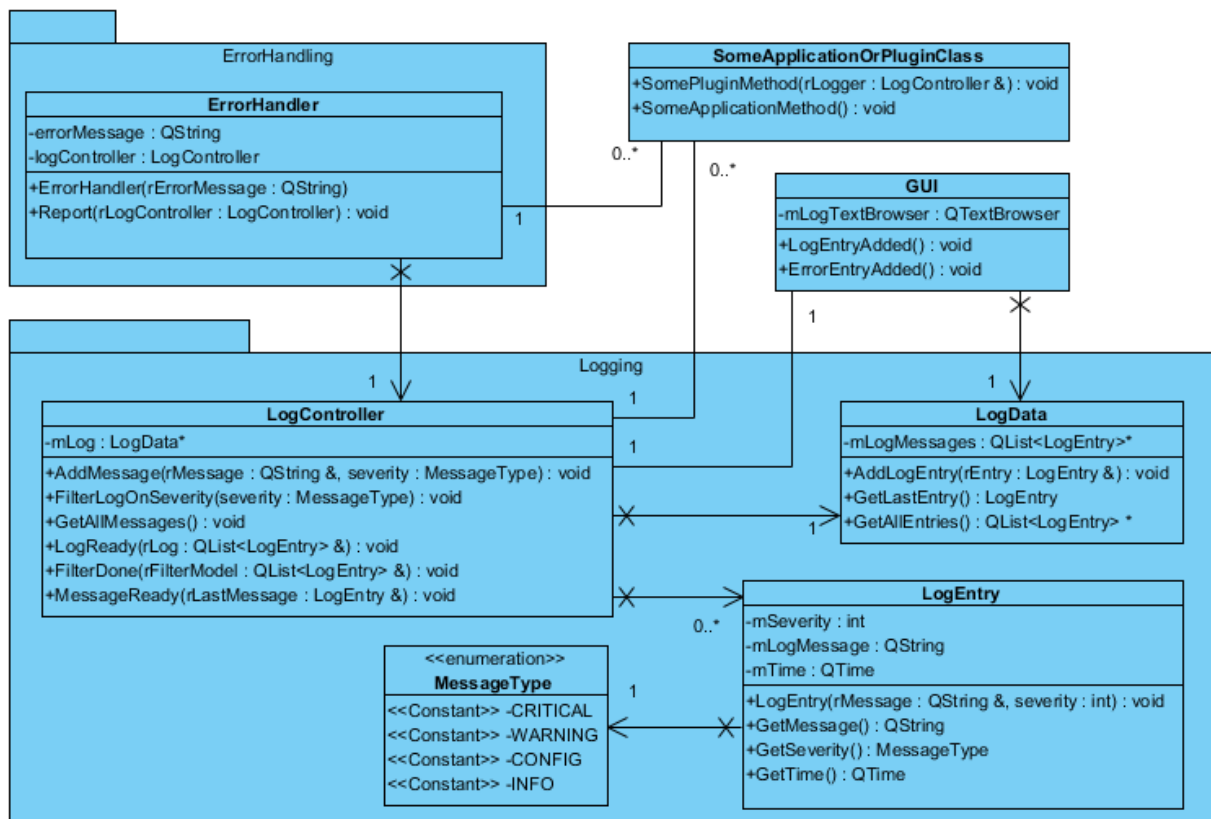 ErrorHandling
ErrorHandler
-errorMessage : QString
-logController : LogController
+ErrorHandler(rErrorMessage : QString)
+Report(rLogController : LogController) : void
SomeApplicationOrPluginClass
+SomePluginMethod(rLogger : LogController &) : void
+SomeApplicationMethod() : void
0..*
0..*
1
GUI
-mLogTextBrowser : QTextBrowser
+LogEntryAdded() : void
+ErrorEntryAdded() : void
1
Logging
1
1
1
1
LogController
-mLog : LogData*
+AddMessage(rMessage : QString &, severity : MessageType) : void
+FilterLogOnSeverity(severity : MessageType) : void
+GetAllMessages() : void
+LogReady(rLog : QList<LogEntry> &) : void
+FilterDone(rFilterModel : QList<LogEntry> &) : void
+MessageReady(rLastMessage : LogEntry &) : void
LogData
-mLogMessages : QList<LogEntry>*
+AddLogEntry(rEntry : LogEntry &) : void
+GetLastEntry() : LogEntry
+GetAllEntries() : QList<LogEntry> *
1
0..*
LogEntry
-mSeverity : int
-mLogMessage : QString
-mTime : QTime
+LogEntry(rMessage : QString &, severity : int) : void
+GetMessage() : QString
+GetSeverity() : MessageType
+GetTime() : QTime
1
<<enumeration>>
MessageType
<<Constant>> -CRITICAL
<<Constant>> -WARNING
<<Constant>> -CONFIG
<<Constant>> -INFO